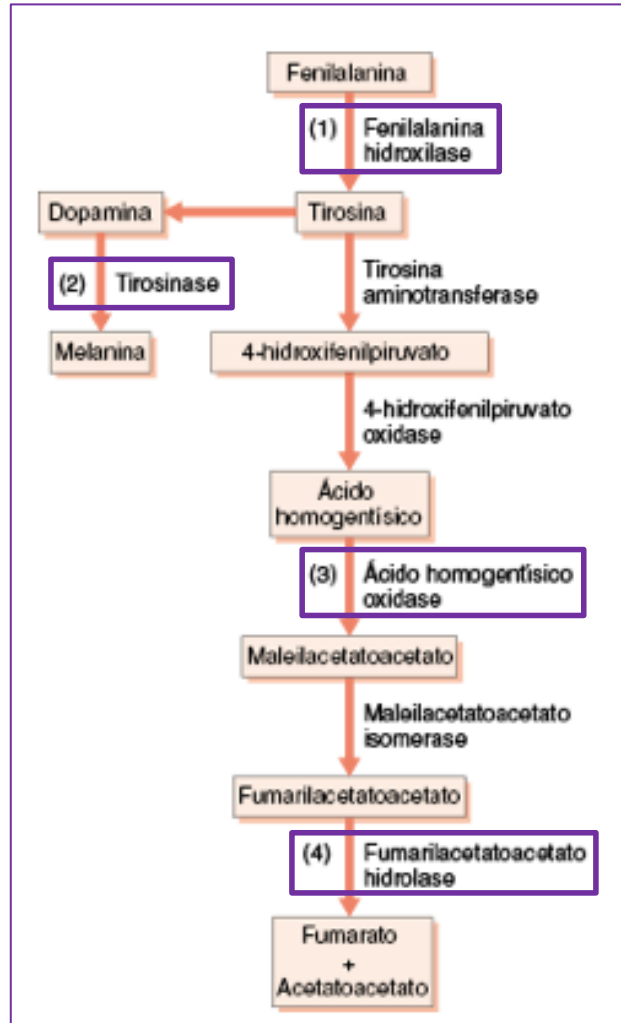 Fenilalanina
(1) Fenilalanina
hidroxilase
Dopamina
Tirosina
(2) Tirosinase
Tirosina
aminotransferase
Melanina
4-hidroxifenilpiruvato
4-hidroxifenilpiruvato
oxidase
Ácido
homogentísico
(3) Ácido homogentísico
oxidase
Maleilacetatoacetato
Maleilacetatoacetato
isomerase
Fumarilacetatoacetato
(4) Fumarilacetatoacetato
hidrolase
Fumarato
+
Acetatoacetato